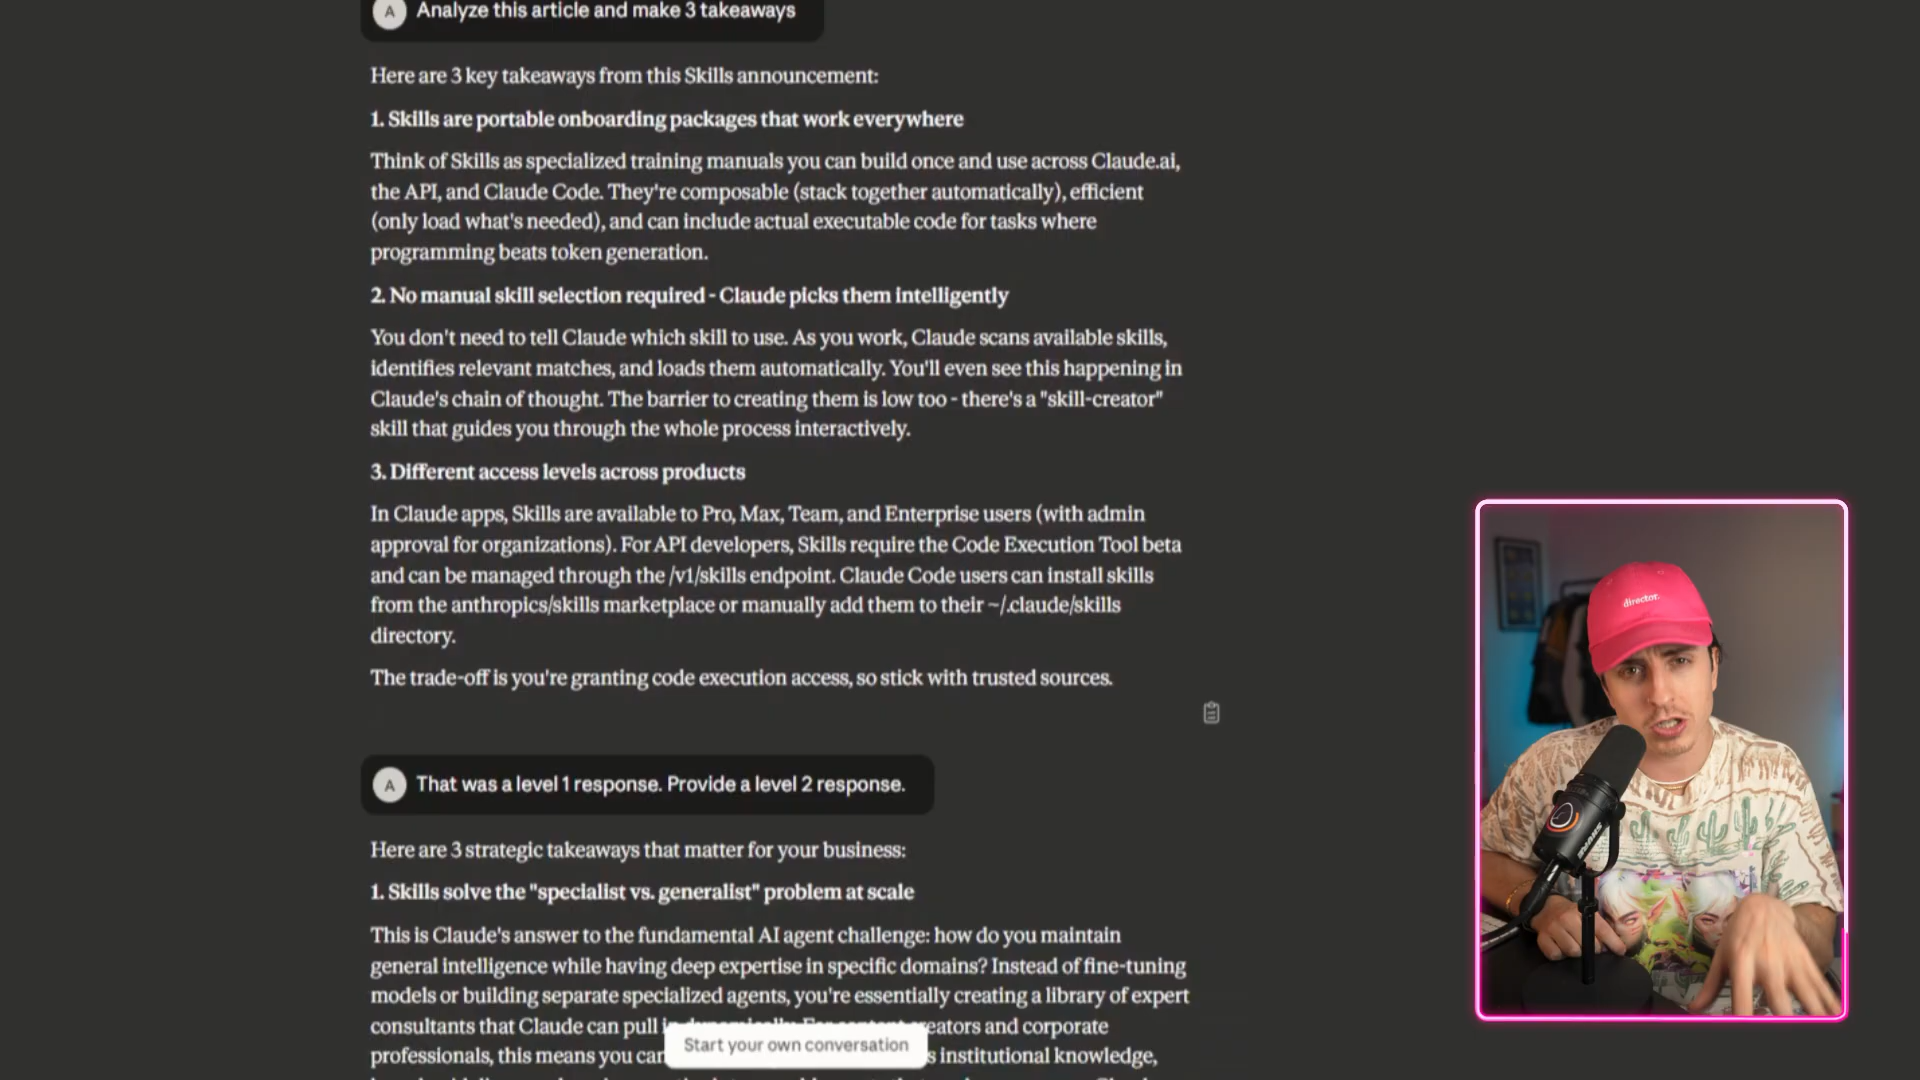 A Analyze this article and make 3 takeaways
Here are 3 key takeaways from this Skills announcement:
1. Skills are portable onboarding packages that work everywhere
Think of Skills as specialized training manuals you can build once and use across Claude.ai,
the API, and Claude Code. They're composable (stack together automatically), efficient
(only load what's needed), and can include actual executable code for tasks where
programming beats token generation.
2. No manual skill selection required - Claude picks them intelligently
You don't need to tell Claude which skill to use. As you work, Claude scans available skills,
identifies relevant matches, and loads them automatically. You'll even see this happening in
Claude's chain of thought. The barrier to creating them is low too - there's a "skill-creator"
skill that guides you through the whole process interactively.
3. Different access levels across products
In Claude apps, Skills are available to Pro, Max, Team, and Enterprise users (with admin
approval for organizations). For API developers, Skills require the Code Execution Tool beta
and can be managed through the /v1/skills endpoint. Claude Code users can install skills
from the anthropics/skills marketplace or manually add them to their ~/.claude/skills
directory.
The trade-off is you're granting code execution access, so stick with trusted sources.
A That was a level 1 response. Provide a level 2 response.
Here are 3 strategic takeaways that matter for your business:
1. Skills solve the "specialist vs. generalist" problem at scale
This is Claude's answer to the fundamental AI agent challenge: how do you maintain
general intelligence while having deep expertise in specific domains? Instead of fine-tuning
models or building separate specialized agents, you're essentially creating a library of expert
consultants that Claude can pull in dynamically. For content creators and corporate
professionals, this means you can institutional knowledge,
Start your own conversation
director.
SHURE